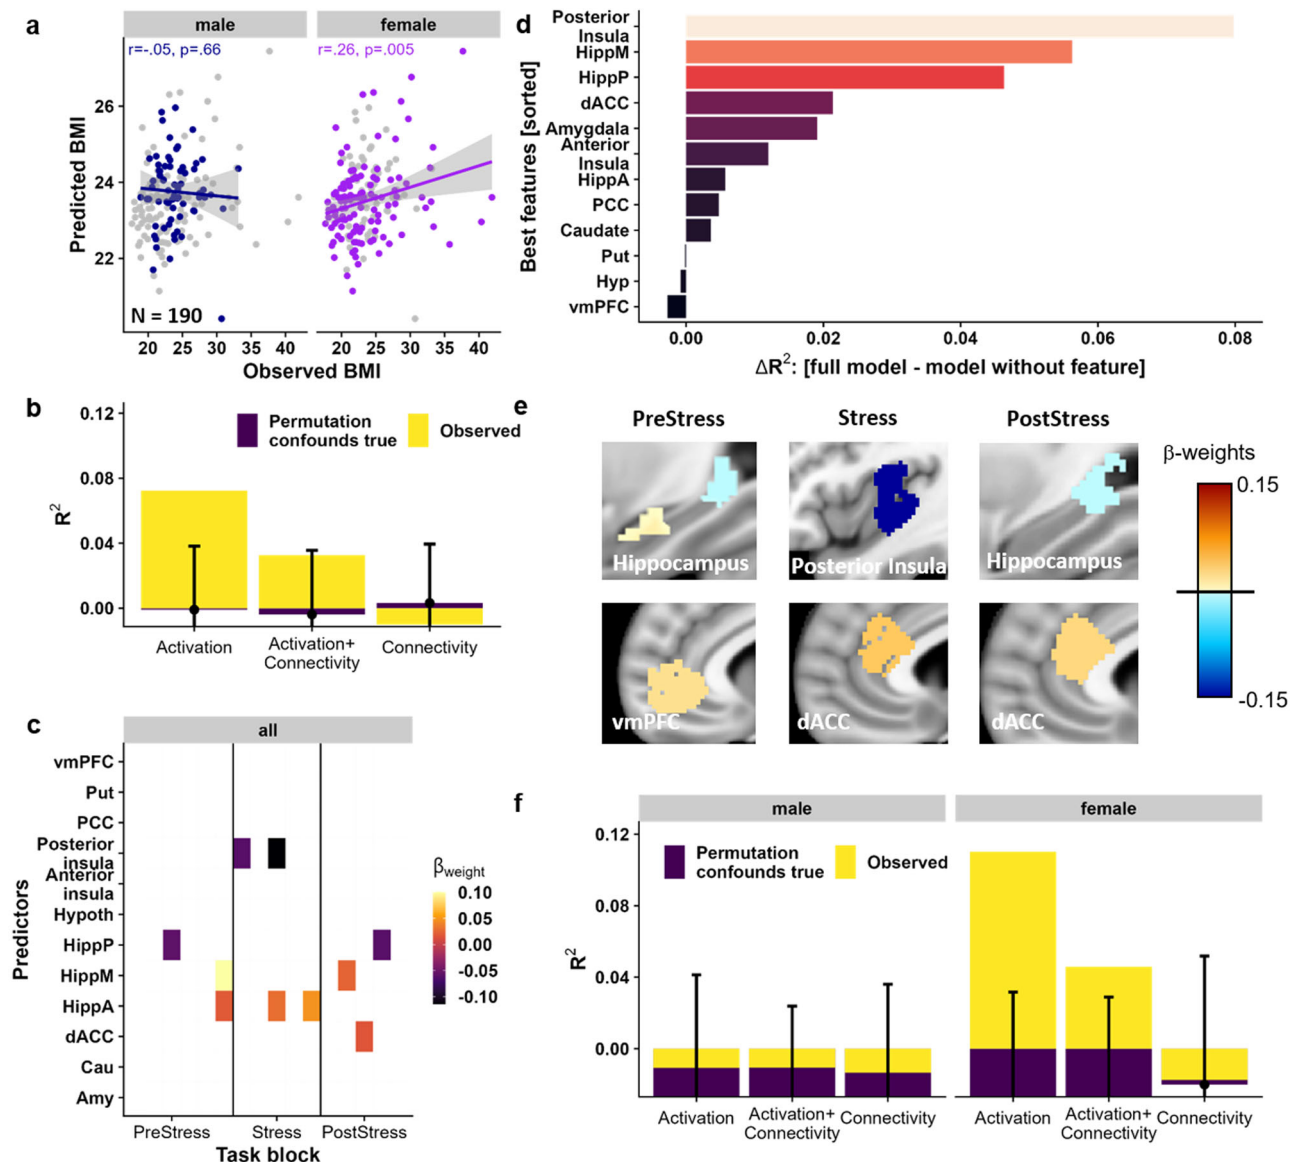 a
male
female
r=-.05, p=.66
r=.26, p=.005
Predicted BMI
26
24
22
N = 190
20 25 30 35 40
20 25 30 35 40
Observed BMI
b
Permutation
confounds true
Observed
R2
0.12
0.08
0.04
0.00
Activation
Activation+
Connectivity
Connectivity
c
all
Predictors
vmPFC
Put
PCC
Posterior
insula
Anterior
insula
Hypoth
HippP
HippM
HippA
dACC
Cau
Amy
PreStress
Stress
PostStress
Task block
βweight
0.10
0.05
0.00
-0.05
-0.10
d
Best features [sorted]
Posterior
Insula
HippM
HippP
dACC
Amygdala
Anterior
Insula
HippA
PCC
Caudate
Put
Hyp
vmPFC
0.00 0.02 0.04 0.06 0.08
ΔR2: [full model - model without feature]
e
PreStress
Stress
PostStress
Hippocampus
Posterior Insula
Hippocampus
vmPFC
dACC
dACC
β-weights
0.15
-0.15
f
male
female
Permutation
confounds true
Observed
R2
0.12
0.08
0.04
0.00
Activation
Activation+
Connectivity
Connectivity
Activation
Activation+
Connectivity
Connectivity